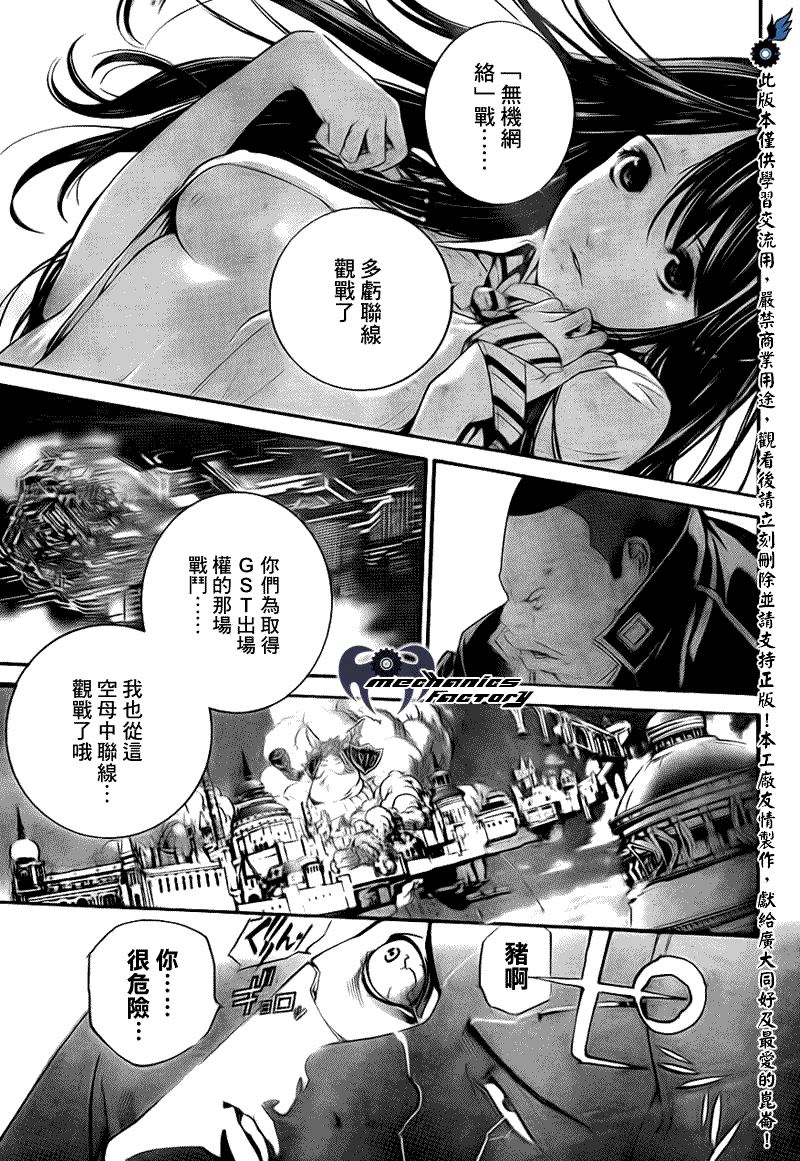 「無機網
絡」戰……
多虧聯線
觀戰了
你們為取得
GST出場
權的那場
戰鬥……
我也從這
空母中聯線…
觀戰了哦
mechanics
factory
豬啊
你……
很危險…
ギョロ
此版本僅供學習交流用，嚴禁商業用途，觀看後請立刻刪除並請支持正版！本工廠友情製作，獻給廣大同好及最愛的崑崙！